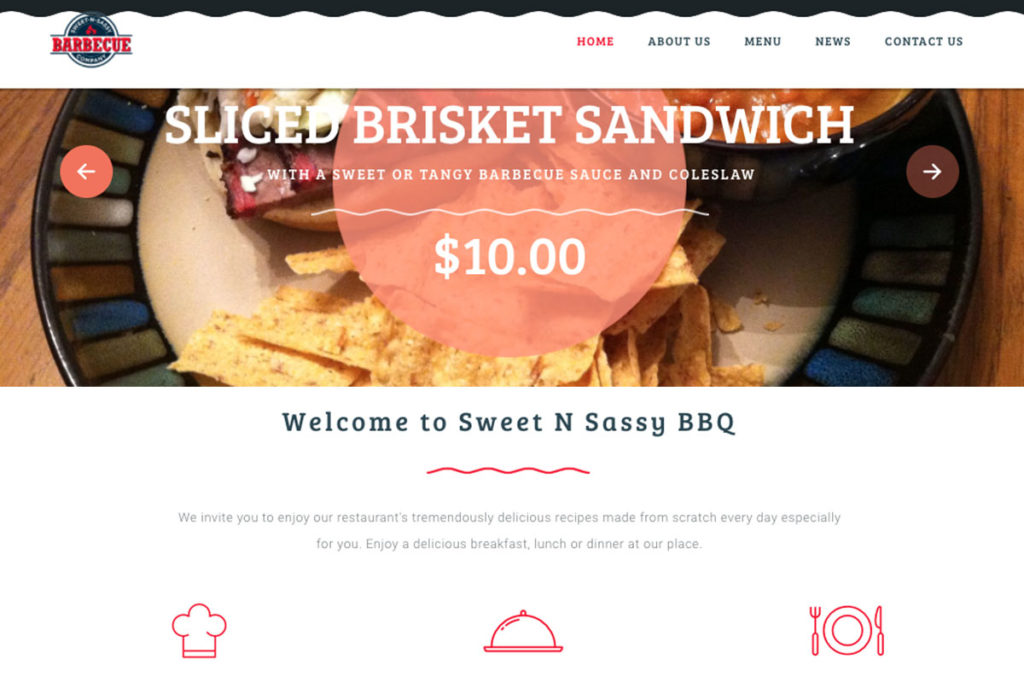 SWEET-N-SASSY
BARBECUE
COMPANY
HOME ABOUT US MENU NEWS CONTACT US
SLICED BRISKET SANDWICH
WITH A SWEET OR TANGY BARBECUE SAUCE AND COLESLAW
$10.00
Welcome to Sweet N Sassy BBQ
We invite you to enjoy our restaurant's tremendously delicious recipes made from scratch every day especially
for you. Enjoy a delicious breakfast, lunch or dinner at our place.